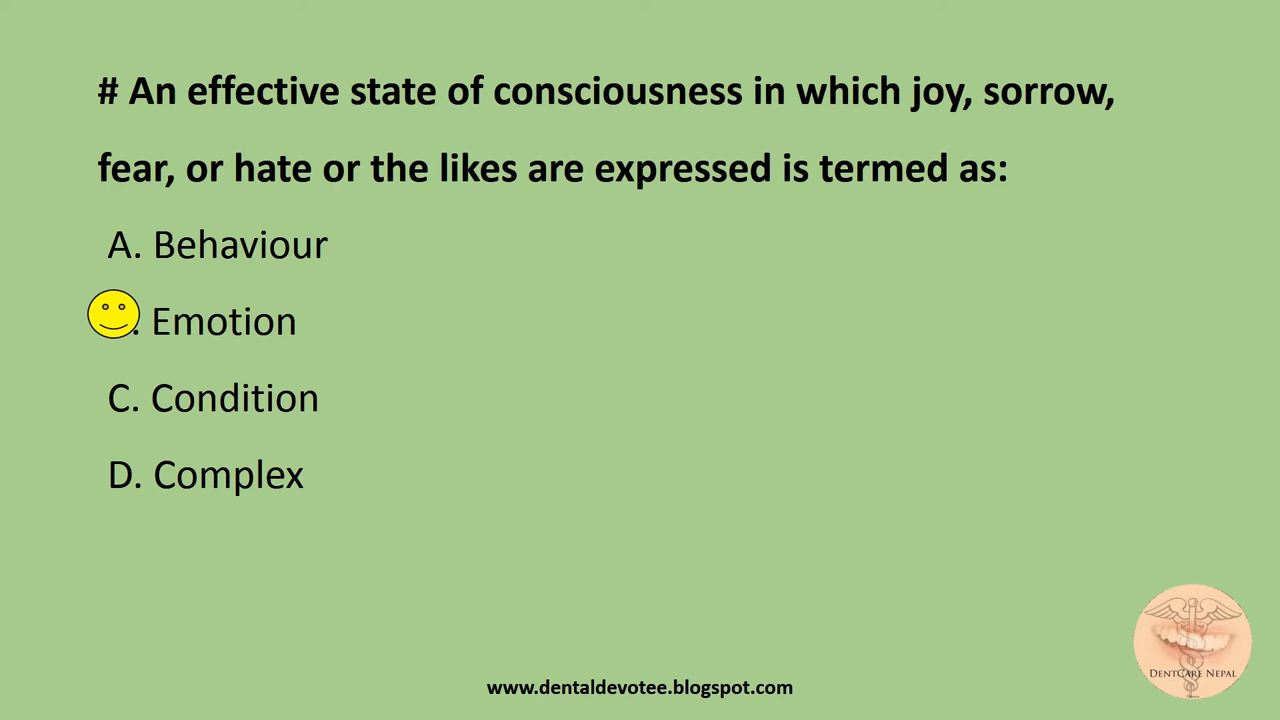 # An effective state of consciousness in which joy, sorrow,
fear, or hate or the likes are expressed is termed as:
A. Behaviour
. Emotion
C. Condition
D. Complex
DENTCARE NEPAL
www.dentaldevotee.blogspot.com